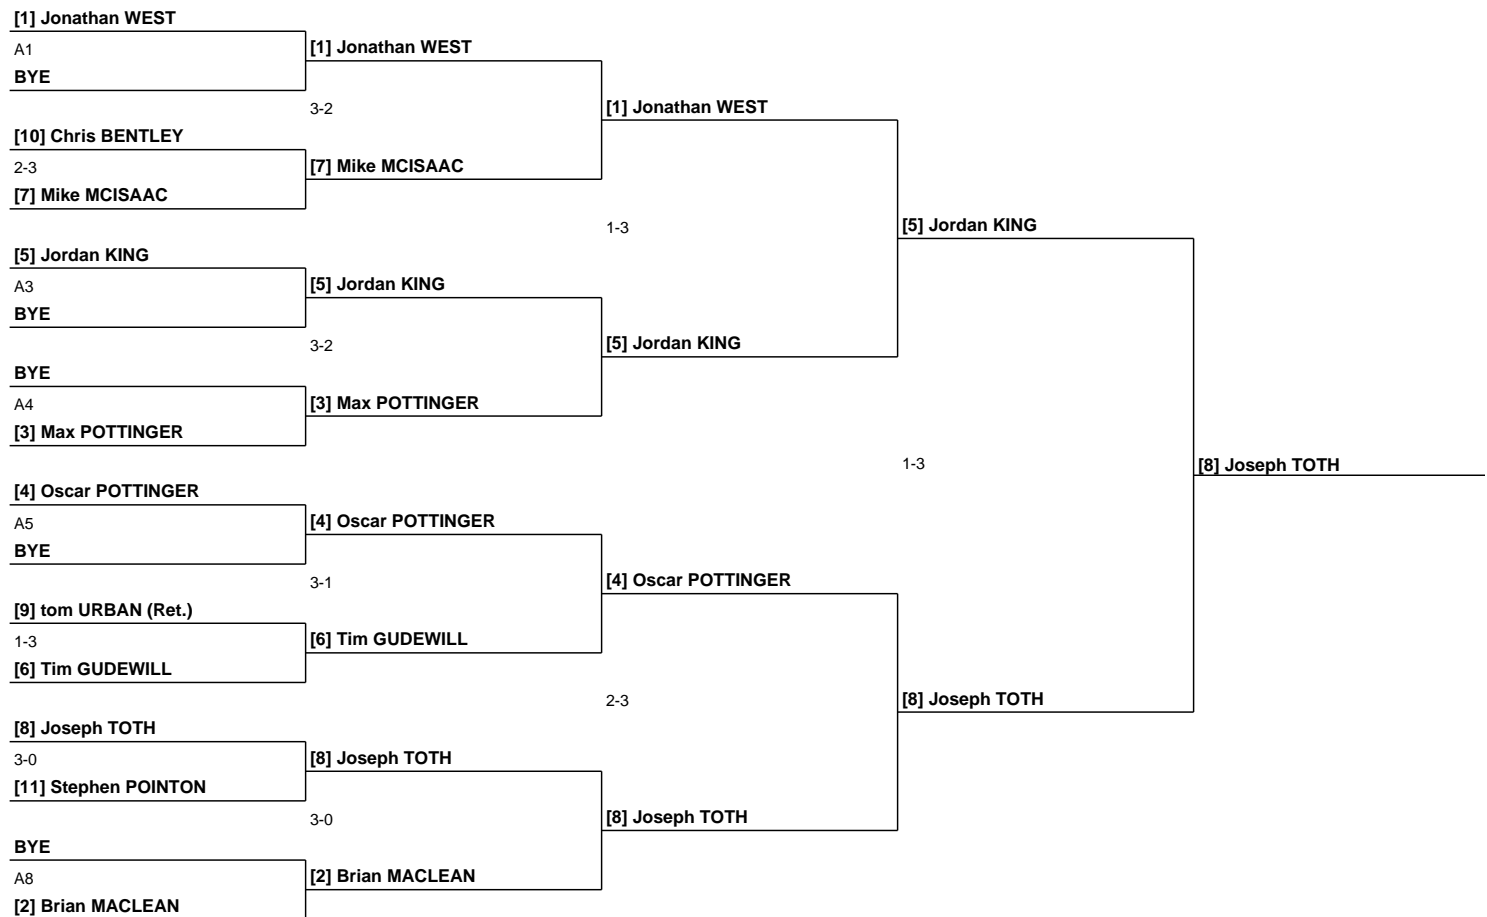 [1] Jonathan WEST
A1
BYE
[10] Chris BENTLEY
2-3
[7] Mike MCISAAC
[5] Jordan KING
A3
BYE
BYE
A4
[3] Max POTTINGER
[4] Oscar POTTINGER
A5
BYE
[9] tom URBAN (Ret.)
1-3
[6] Tim GUDEWILL
[8] Joseph TOTH
3-0
[11] Stephen POINTON
BYE
A8
[2] Brian MACLEAN
[1] Jonathan WEST
3-2
[7] Mike MCISAAC
[5] Jordan KING
3-2
[3] Max POTTINGER
[4] Oscar POTTINGER
3-1
[6] Tim GUDEWILL
[8] Joseph TOTH
3-0
[2] Brian MACLEAN
[1] Jonathan WEST
1-3
[5] Jordan KING
[4] Oscar POTTINGER
2-3
[8] Joseph TOTH
[5] Jordan KING
1-3
[8] Joseph TOTH
[8] Joseph TOTH